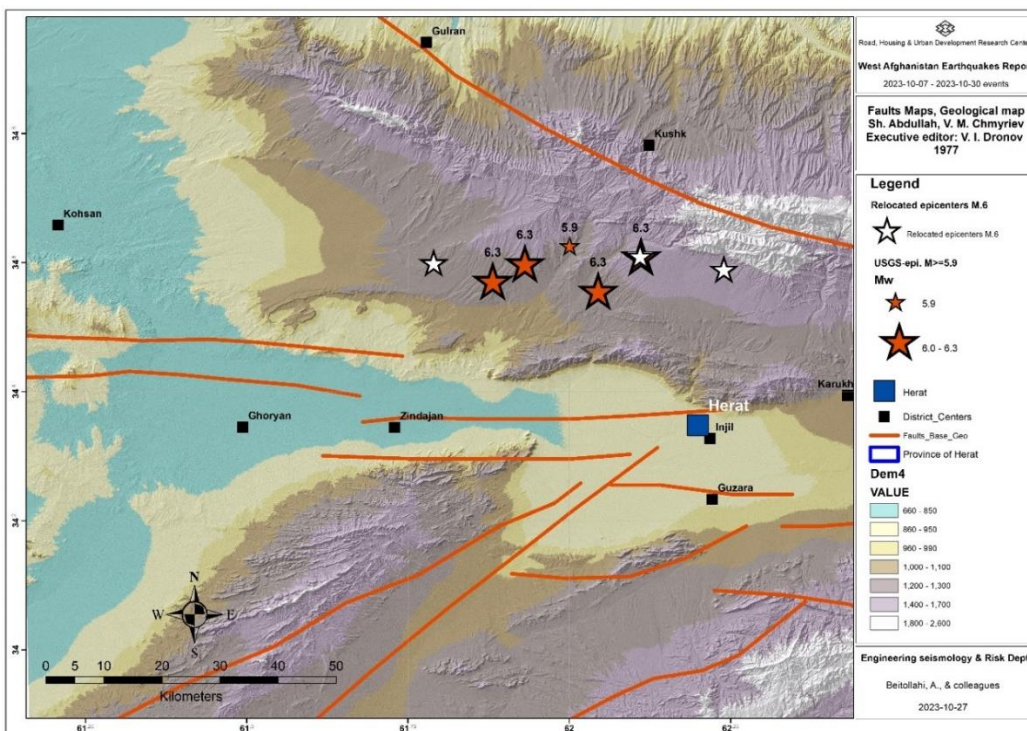 Gulran
Kushk
Kohsan
5.9
6.3
6.3
6.3
6.3
Karukh
Herat
Ghoryan
Zindajan
Injil
Guzara
N
W E
S
0 5 10 20 30 40 50
Kilometers
34
34
34
34
34
61
61
61
62
62
Road, Housing & Urban Development Research Cente
West Afghanistan Earthquakes Repor
2023-10-07 - 2023-10-30 events
Faults Maps, Geological map
Sh. Abdullah, V. M. Chmyriev
Executive editor: V. I. Dronov
1977
Legend
Relocated epicenters M.6
Relocated epicenters M.6
USGS-epi. M>=5.9
Mw
5.9
6.0 - 6.3
Herat
District_Centers
Faults_Base_Geo
Province of Herat
Dem4
VALUE
660 - 850
860 - 950
960 - 990
1,000 - 1,100
1,200 - 1,300
1,400 - 1,700
1,800 - 2,600
Engineering seismology & Risk Dept
Beitollahi, A., & colleagues
2023-10-27